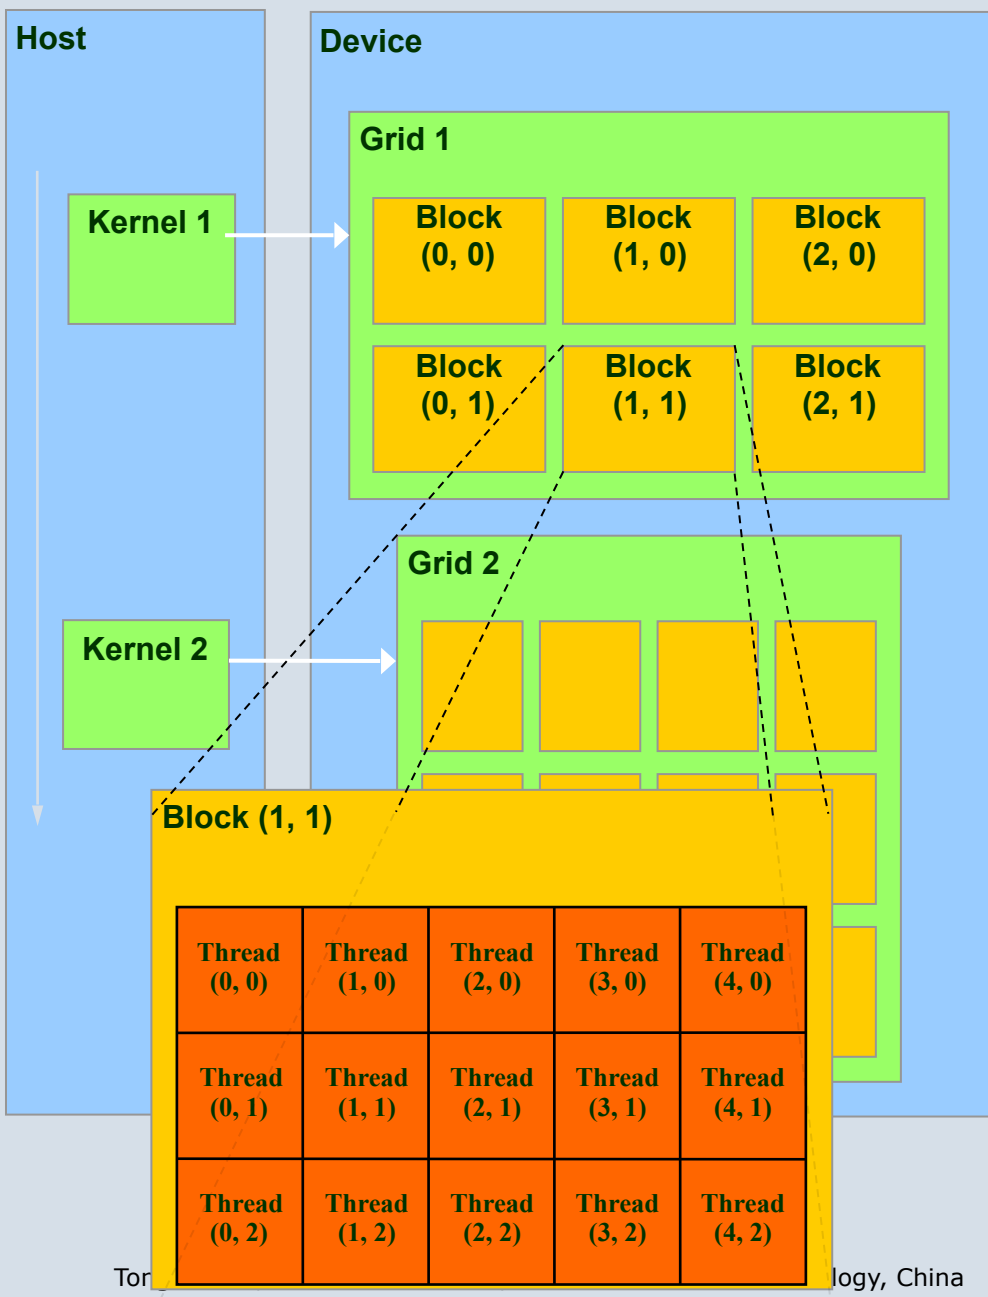 Host
Device
Grid 1
Kernel 1
Block
(0, 0)
Block
(1, 0)
Block
(2, 0)
Block
(0, 1)
Block
(1, 1)
Block
(2, 1)
Grid 2
Kernel 2
Block (1, 1)
Thread
(0, 0)
Thread
(1, 0)
Thread
(2, 0)
Thread
(3, 0)
Thread
(4, 0)
Thread
(0, 1)
Thread
(1, 1)
Thread
(2, 1)
Thread
(3, 1)
Thread
(4, 1)
Thread
(0, 2)
Thread
(1, 2)
Thread
(2, 2)
Thread
(3, 2)
Thread
(4, 2)
China